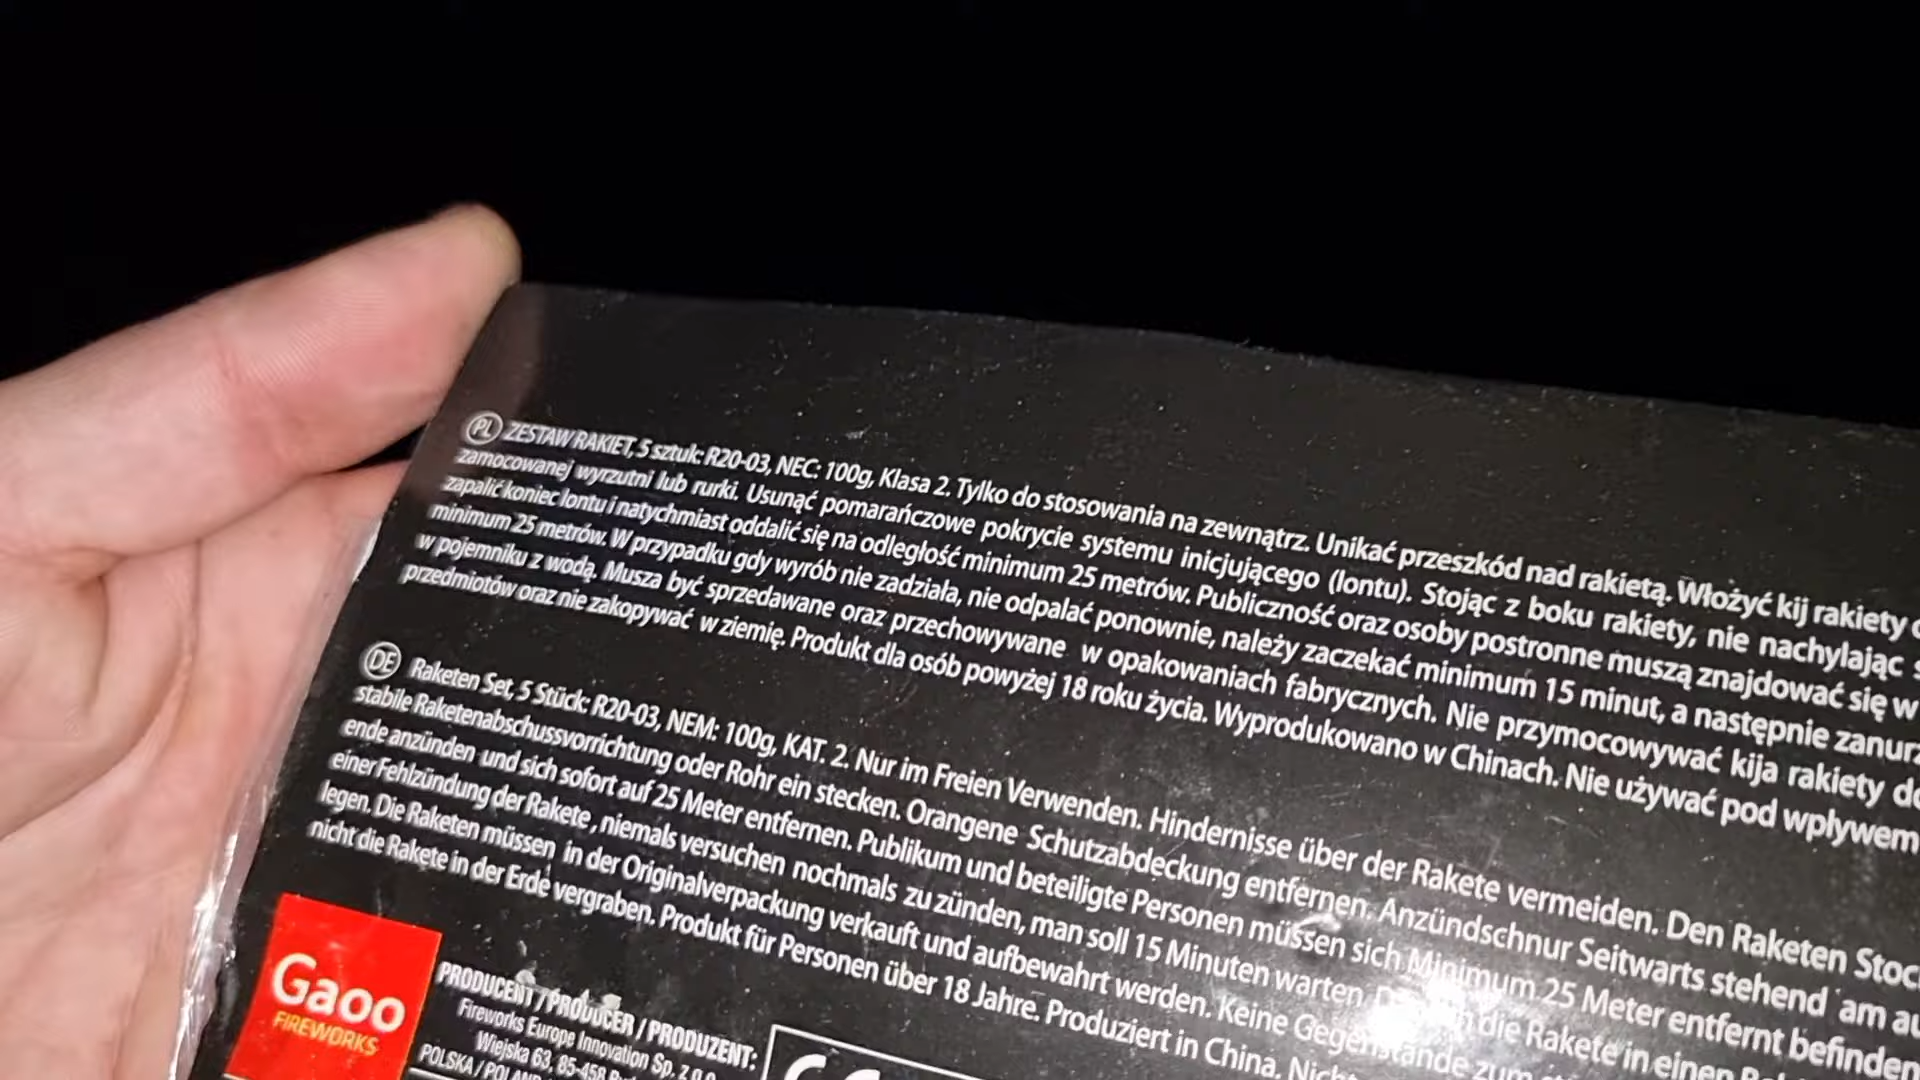 PL ZESTAW RAKIET, 5 sztuk: R20-03, NEC: 100g, Klasa 2. Tylko do stosowania na zewnątrz. Unikać przeszkód nad rakietą. Włożyć kij rakiety
zamocowanej wyrzutni lub rurki. Usunąć pomarańczowe pokrycie systemu inicjującego (lontu). Stojąc z boku rakiety, nie nachylając
zapalić koniec lontu i natychmiast oddalić się na odległość minimum 25 metrów. Publiczność oraz osoby postronne muszą znajdować się w
minimum 25 metrów. W przypadku gdy wyrób nie zadziała, nie odpalać ponownie, należy zaczekać minimum 15 minut, a następnie zanurz
w pojemniku z wodą. Musza być sprzedawane oraz przechowywane w opakowaniach fabrycznych. Nie przymocowywać kija rakiety do
przedmiotów oraz nie zakopywać w ziemię. Produkt dla osób powyżej 18 roku życia. Wyprodukowano w Chinach. Nie używać pod wpływem
DE Raketen Set, 5 Stück: R20-03, NEM: 100g, KAT. 2. Nur im Freien Verwenden. Hindernisse über der Rakete vermeiden. Den Raketen Stoc
stabile Raketenabschussvorrichtung oder Rohr ein stecken. Orangene Schutzabdeckung entfernen. Anzündschnur Seitwarts stehend am au
ende anzünden und sich sofort auf 25 Meter entfernen. Publikum und beteiligte Personen müssen sich Minimum 25 Meter entfernt befinden
einer Fehlzündung der Rakete, niemals versuchen nochmals zu zünden, man soll 15 Minuten warten. die Rakete in einen
legen. Die Raketen müssen in der Originalverpackung verkauft und aufbewahrt werden. Keine Gegenstände zum
nicht die Rakete in der Erde vergraben. Produkt für Personen über 18 Jahre. Produziert in China. Nicht
Gaoo
FIREWORKS
PRODUCENT / PRODUCER / PRODUZENT:
Fireworks Europe Innovation Sp. z o.o.
Wiejska 63, 85-458
POLSKA / POLAND
CE